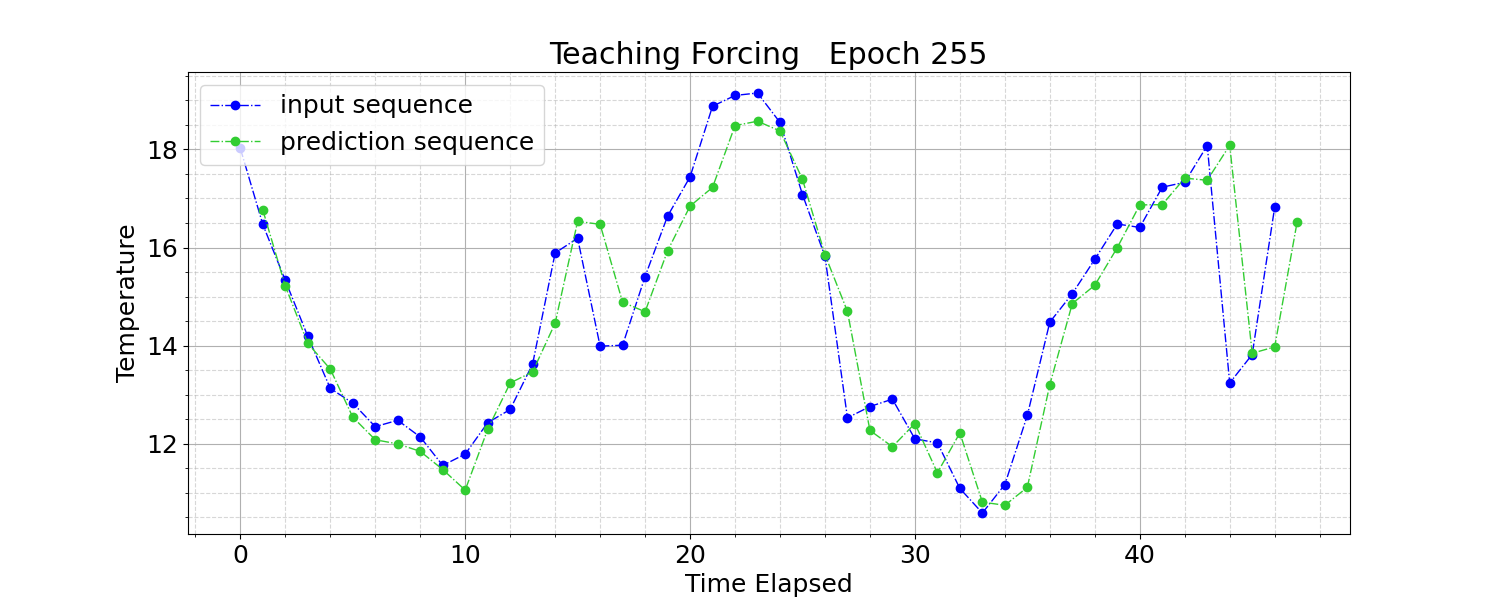 Teaching Forcing   Epoch 255
input sequence
prediction sequence
18
16
14
12
Temperature
0 10 20 30 40
Time Elapsed